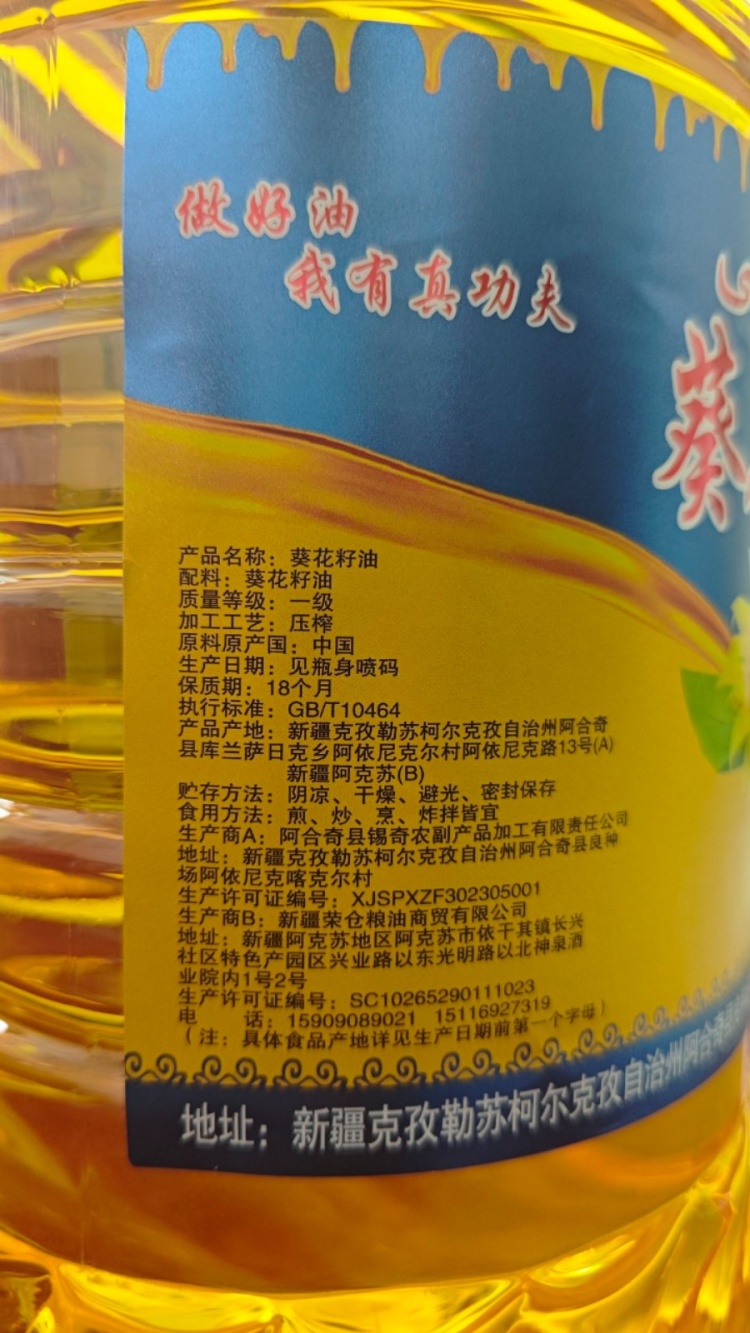 做好油
我有真功夫
葵
产品名称：葵花籽油
配料：葵花籽油
质量等级：一级
加工工艺：压榨
原料原产国：中国
生产日期：见瓶身喷码
保质期：18个月
执行标准：GB/T10464
产品产地：新疆克孜勒苏柯尔克孜自治州阿合奇
县库兰萨日克乡阿依尼克尔村阿依尼克路13号(A)
新疆阿克苏(B)
贮存方法：阴凉、干燥、避光、密封保存
食用方法：煎、炒、烹、炸拌皆宜
生产商A：阿合奇县锡奇农副产品加工有限责任公司
地址：新疆克孜勒苏柯尔克孜自治州阿合奇县良种
场阿依尼克喀克尔村
生产许可证编号：XJSPXZF302305001
生产商B：新疆荣仓粮油商贸有限公司
地址：新疆阿克苏地区阿克苏市依干其镇长兴
社区特色产园区兴业路以东光明路以北神泉酒
业院内1号2号
生产许可证编号：SC10265290111023
电 话：15909089021 15116927319
（注：具体食品产地详见生产日期前第一个字母）
地址：新疆克孜勒苏柯尔克孜自治州阿合奇